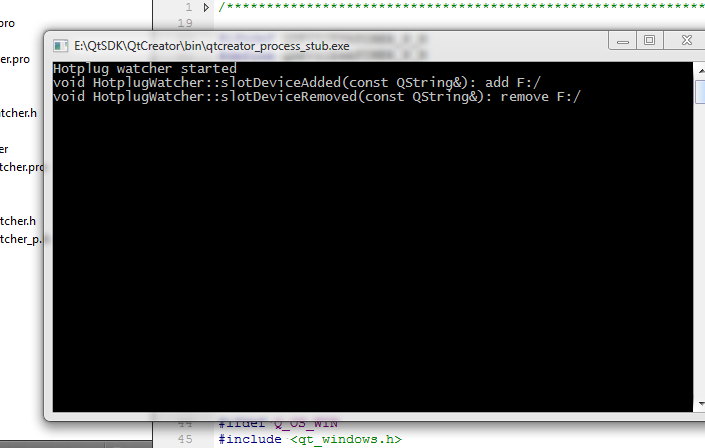 .pro
1
/**************************************************************
19
E:\QtSDK\QtCreator\bin\qtcreator_process_stub.exe
er.pro
Hotplug watcher started
void HotplugWatcher::slotDeviceAdded(const QString&): add F:/
void HotplugWatcher::slotDeviceRemoved(const QString&): remove F:/
tcher.h
er
tcher.pro
tcher.h
tcher_p.
44
#ifdef Q_OS_WIN
45
#include <qt_windows.h>